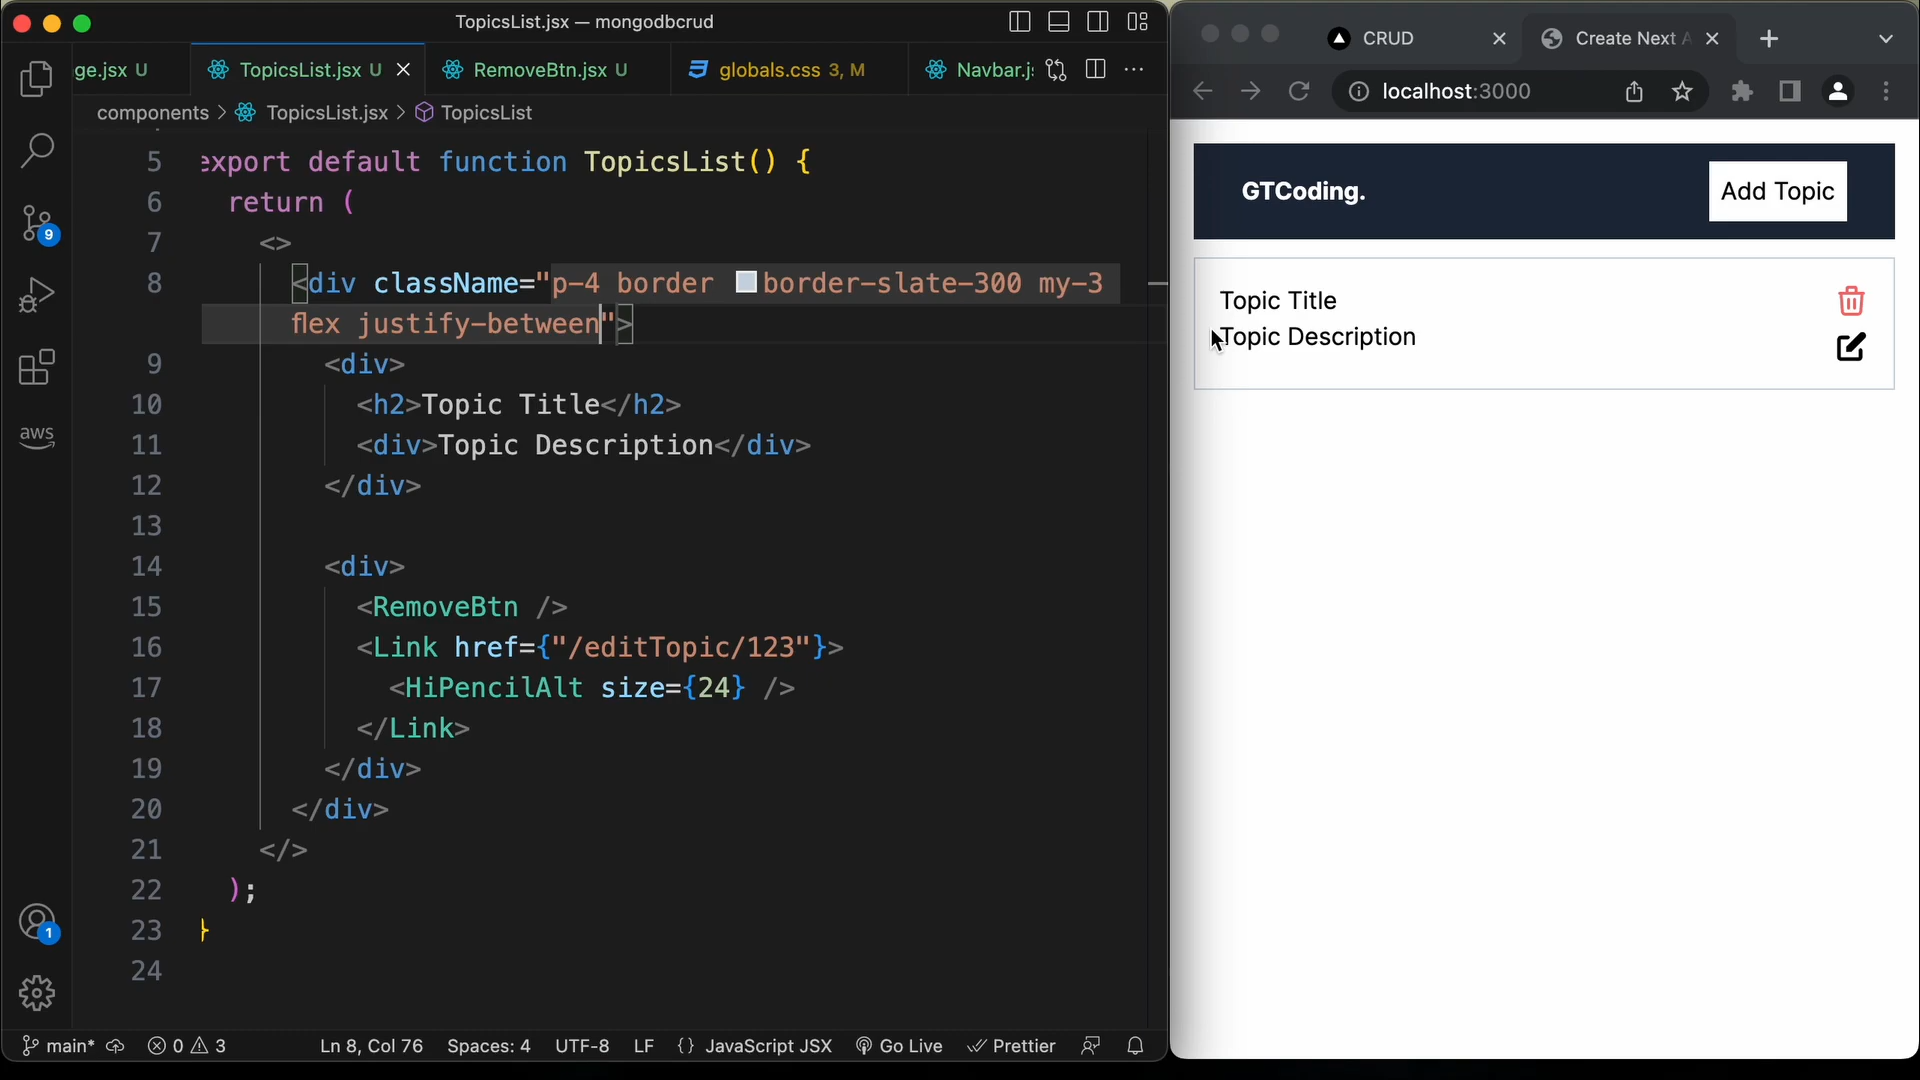 TopicsList.jsx — mongodbcrud
ge.jsx U
TopicsList.jsx U
RemoveBtn.jsx U
globals.css 3, M
Navbar.j
components > TopicsList.jsx > TopicsList
5 export default function TopicsList() {
6 return (
7 <>
8 <div className="p-4 border border-slate-300 my-3
flex justify-between">
9 <div>
10 <h2>Topic Title</h2>
11 <div>Topic Description</div>
12 </div>
13
14 <div>
15 <RemoveBtn />
16 <Link href={"/editTopic/123"}>
17 <HiPencilAlt size={24} />
18 </Link>
19 </div>
20 </div>
21 </>
22 );
23 }
24
9
aws
1
main* 0 3 Ln 8, Col 76 Spaces: 4 UTF-8 LF {} JavaScript JSX Go Live Prettier
CRUD
Create Next A
localhost:3000
GTCoding.
Add Topic
Topic Title
Topic Description